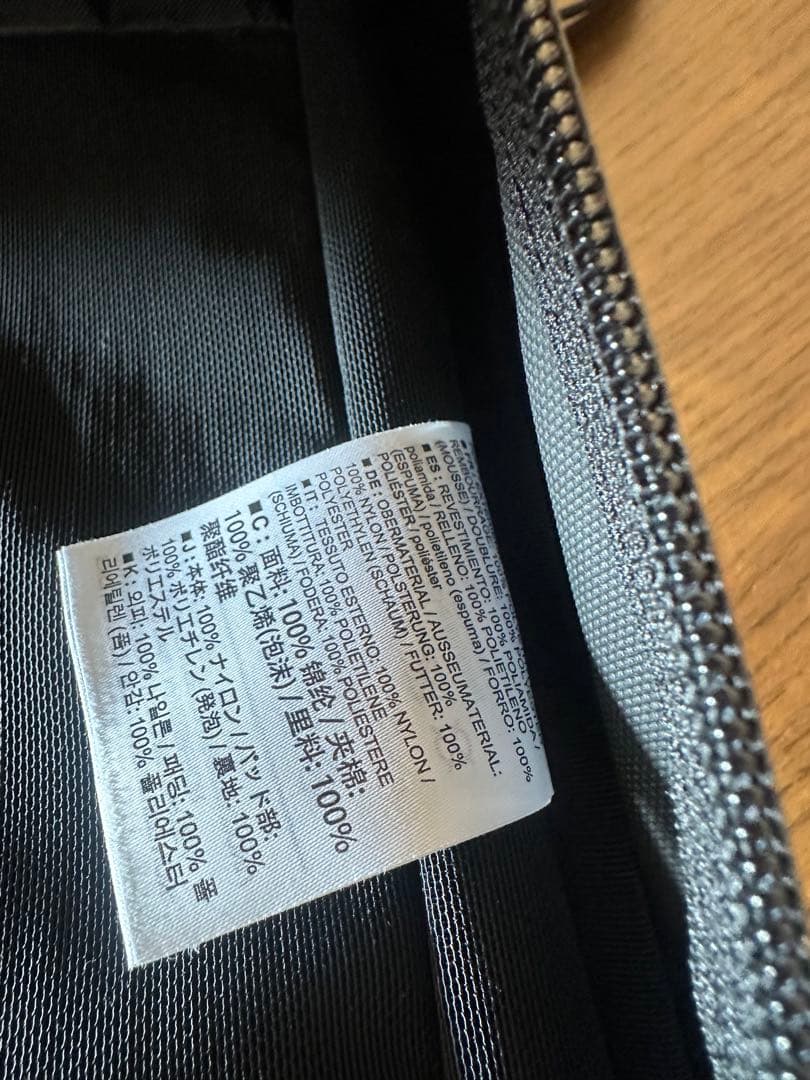 REMBOURRAGE: 100%
(MOUSSE) / DOUBLURE: 100%
■ ES: REVESTIMIENTO: 100% POLIAMIDA /
poliamida / RELLENO: 100% POLIETILENO
(ESPUMA) / polietileno (espuma) / FORRO: 100%
POLIÉSTER / poliéster
■ DE: OBERMATERIAL / AUSSEUMATERIAL:
100% NYLON / POLSTERUNG: 100%
POLYETHYLEN (SCHAUM) / FUTTER: 100%
POLYESTER
■ IT: TESSUTO ESTERNO: 100% NYLON /
IMBOTTITURA: 100% POLIETILENE
(SCHIUMA) / FODERA: 100% POLIESTERE
■ C: 面料: 100% 锦纶 / 夹棉:
100% 聚乙烯(泡沫) / 里料: 100%
聚酯纤维
■ J: 本体: 100% ナイロン / パッド部:
100% ポリエチレン (発泡) / 裏地: 100%
ポリエステル
■ K: 외피: 100% 나일론 / 패딩: 100% 폴
리에틸렌 (폼) / 안감: 100% 폴리에스터